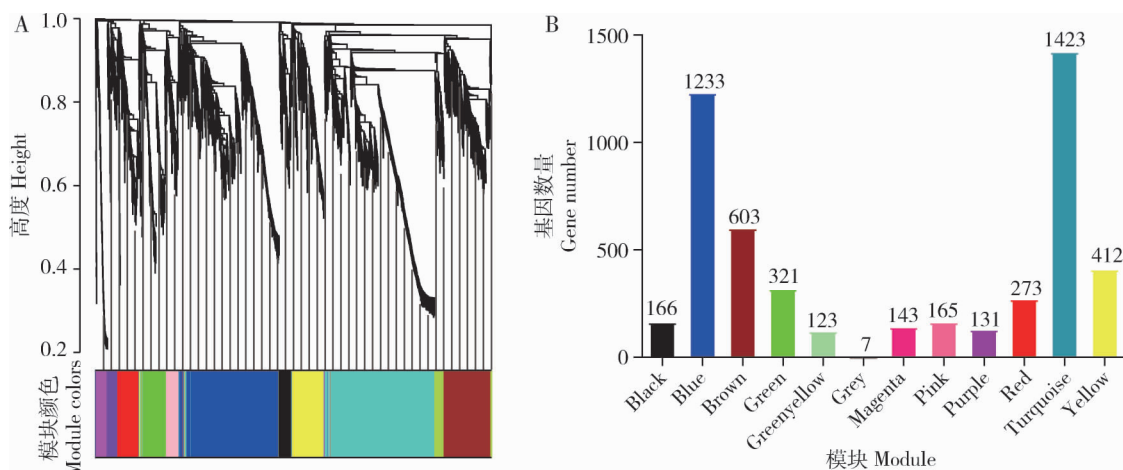 A
高度 Height
1.0
0.8
0.6
0.4
0.2
模块颜色
Module colors
B
基因数量
Gene number
1500
1000
500
0
166
1233
603
321
123
7
143
165
131
273
1423
412
Black
Blue
Brown
Green
Greenyellow
Grey
Magenta
Pink
Purple
Red
Turquoise
Yellow
模块 Module